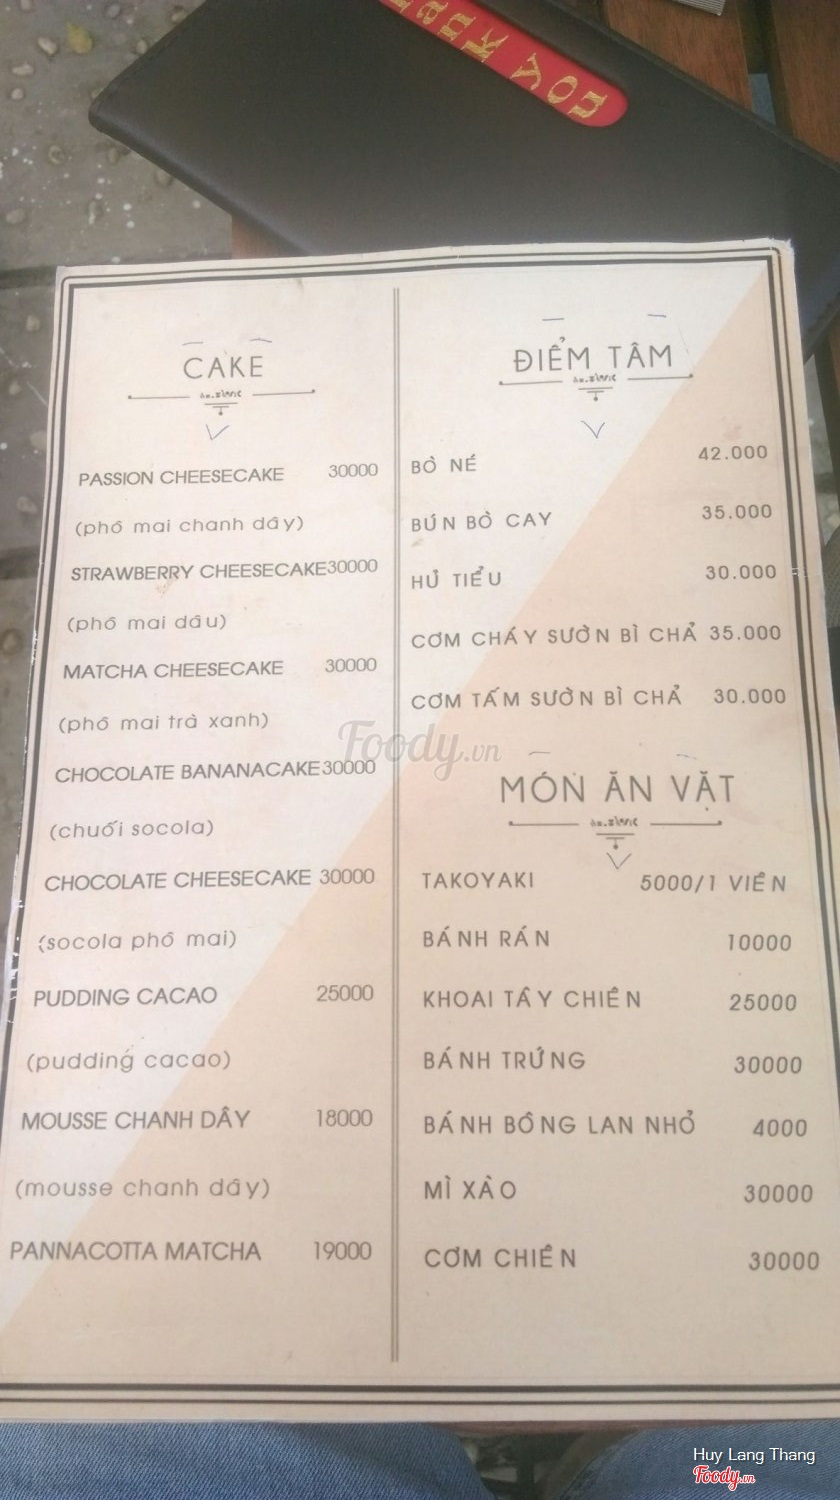 Thank you
CAKE
PASSION CHEESECAKE 30000
(phô mai chanh dây)
STRAWBERRY CHEESECAKE 30000
(phô mai dâu)
MATCHA CHEESECAKE 30000
(phô mai trà xanh)
CHOCOLATE BANANACAKE 30000
(chuối socola)
CHOCOLATE CHEESECAKE 30000
(socola phô mai)
PUDDING CACAO 25000
(pudding cacao)
MOUSSE CHANH DÂY 18000
(mousse chanh dây)
PANNACOTTA MATCHA 19000
ĐIỂM TÂM
BÒ NÉ 42.000
BÚN BÒ CAY 35.000
HỦ TIỂU 30.000
CƠM CHÁY SƯỜN BÌ CHẢ 35.000
CƠM TẤM SƯỜN BÌ CHẢ 30.000
MÓN ĂN VẶT
TAKOYAKI 5000/1 VIÊN
BÁNH RÁN 10000
KHOAI TÂY CHIÊN 25000
BÁNH TRỨNG 30000
BÁNH BÔNG LAN NHỎ 4000
MÌ XÀO 30000
CƠM CHIÊN 30000
Foody.vn
Huy Lang Thang
Foody.vn